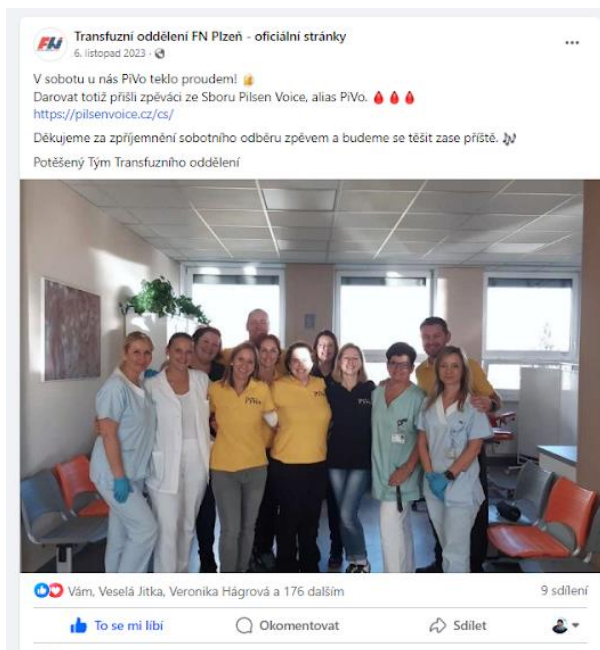 FN
Transfuzní oddělení FN Plzeň - oficiální stránky
6. listopad 2023 ·
V sobotu u nás PiVo teklo proudem!
Darovat totiž přišli zpěváci ze Sboru Pilsen Voice, alias PiVo.
https://pilsenvoice.cz/cs/
Děkujeme za zpříjemnění sobotního odběru zpěvem a budeme se těšit zase příště.
Potěšený Tým Transfuzního oddělení
PiVo
PiVo
Vám, Veselá Jitka, Veronika Hágrová a 176 dalším
9 sdílení
To se mi líbí
Okomentovat
Sdílet